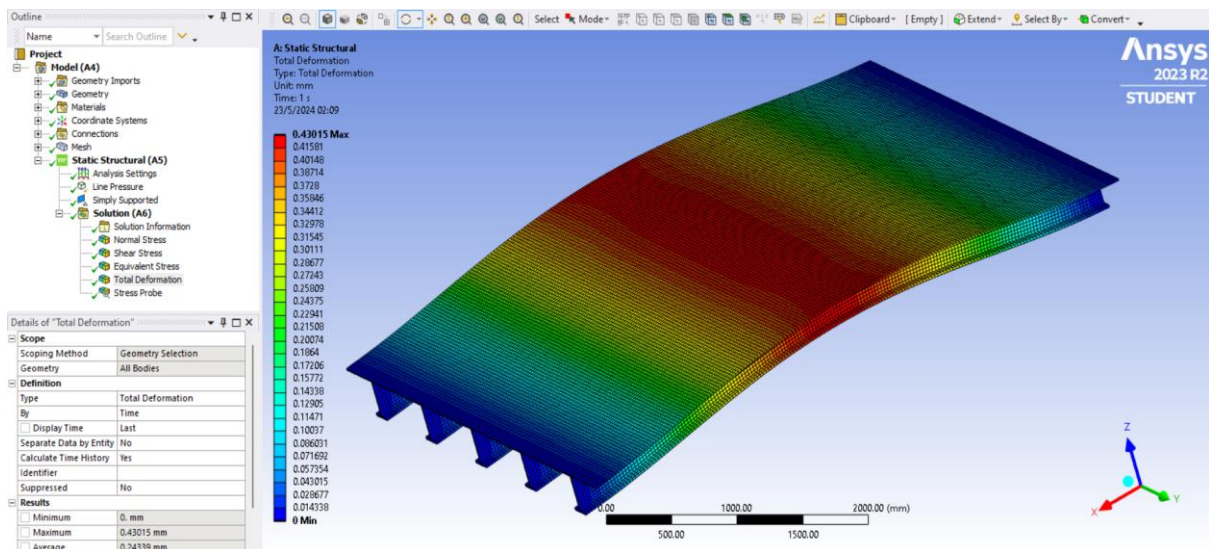 Outline
Name
Search Outline
Project
Model (A4)
Geometry Imports
Geometry
Materials
Coordinate Systems
Connections
Mesh
Static Structural (A5)
Analysis Settings
Line Pressure
Simply Supported
Solution (A6)
Solution Information
Normal Stress
Shear Stress
Equivalent Stress
Total Deformation
Stress Probe
Details of "Total Deformation"
Scope
Scoping Method Geometry Selection
Geometry All Bodies
Definition
Type Total Deformation
By Time
Display Time Last
Separate Data by Entity No
Calculate Time History Yes
Identifier
Suppressed No
Results
Minimum 0. mm
Maximum 0.43015 mm
Average 0.24339 mm
Select Mode Clipboard [ Empty ] Extend Select By Convert
A: Static Structural
Total Deformation
Type: Total Deformation
Unit: mm
Time: 1 s
23/5/2024 02:09
0.43015 Max
0.41581
0.40148
0.38714
0.3728
0.35846
0.34412
0.32978
0.31545
0.30111
0.28677
0.27243
0.25809
0.24375
0.22941
0.21508
0.20074
0.1864
0.17206
0.15772
0.14338
0.12905
0.11471
0.10037
0.086031
0.071692
0.057354
0.043015
0.028677
0.014338
0 Min
Ansys
2023 R2
STUDENT
0.00 1000.00 2000.00 (mm)
500.00 1500.00
Z
X
Y